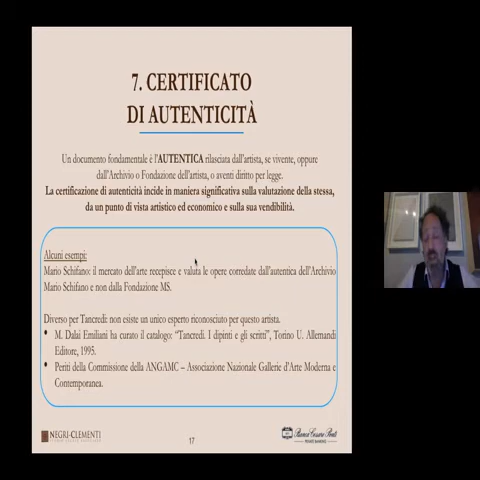 7. CERTIFICATO
DI AUTENTICITÀ
Un documento fondamentale è l'AUTENTICA rilasciata dall'artista, se vivente, oppure
dall'Archivio o Fondazione dell'artista, o aventi diritto per legge.
La certificazione di autenticità incide in maniera significativa sulla valutazione della stessa,
da un punto di vista artistico ed economico e sulla sua vendibilità.
Alcuni esempi:
Mario Schifano: il mercato dell'arte recepisce e valuta le opere corredate dall'autentica dell'Archivio
Mario Schifano e non dalla Fondazione MS.
Diverso per Tancredi: non esiste un unico esperto riconosciuto per questo artista.
• M. Dalai Emiliani ha curato il catalogo: "Tancredi. I dipinti e gli scritti", Torino U. Allemandi
Editore, 1995.
• Periti della Commissione della ANGAMC – Associazione Nazionale Gallerie d'Arte Moderna e
Contemporanea.
NEGRI-CLEMENTI
17
Banca Cesare Ponti